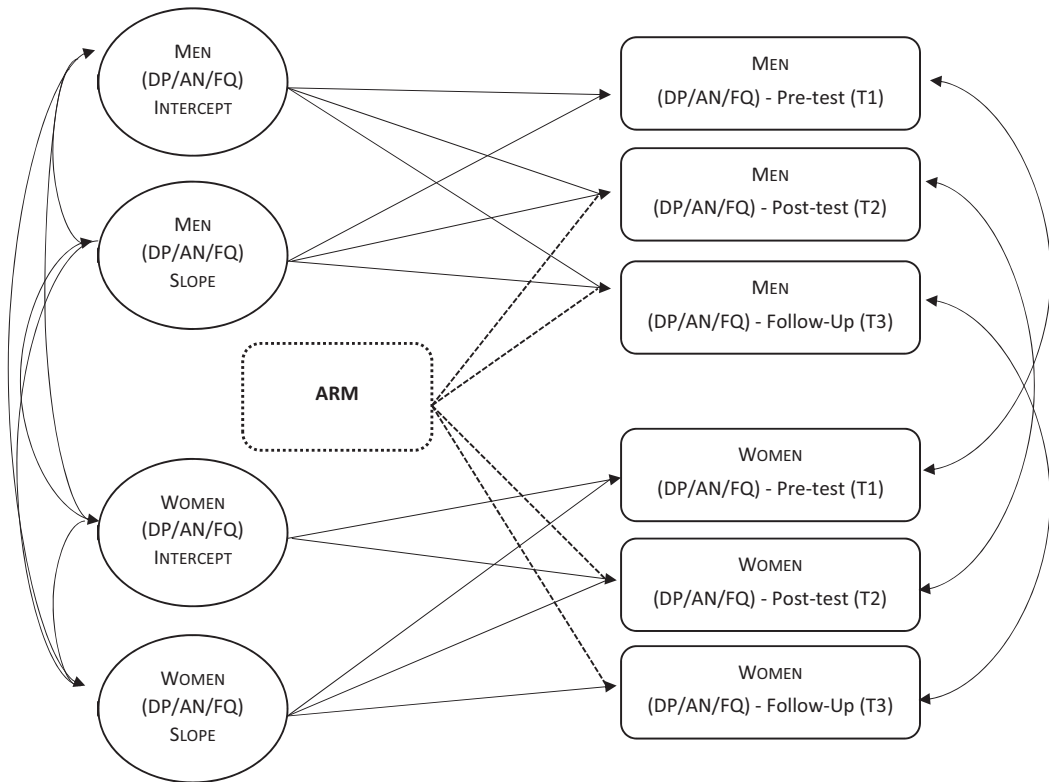 MEN
(DP/AN/FQ)
INTERCEPT
MEN
(DP/AN/FQ)
SLOPE
ARM
WOMEN
(DP/AN/FQ)
INTERCEPT
WOMEN
(DP/AN/FQ)
SLOPE
MEN
(DP/AN/FQ) - Pre-test (T1)
MEN
(DP/AN/FQ) - Post-test (T2)
MEN
(DP/AN/FQ) - Follow-Up (T3)
WOMEN
(DP/AN/FQ) - Pre-test (T1)
WOMEN
(DP/AN/FQ) - Post-test (T2)
WOMEN
(DP/AN/FQ) - Follow-Up (T3)